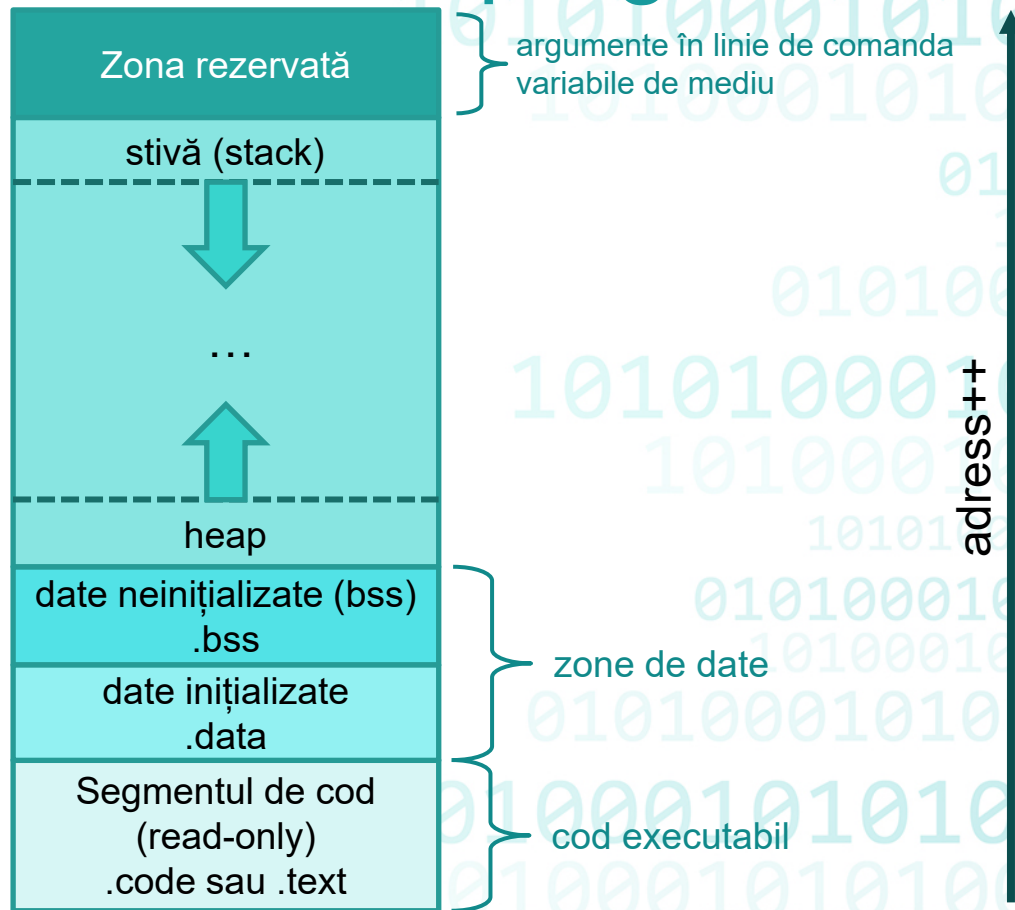 Zona rezervată
argumente în linie de comanda
variabile de mediu
stivă (stack)
...
heap
date neinițializate (bss)
.bss
zone de date
date inițializate
.data
Segmentul de cod
(read-only)
.code sau .text
cod executabil
adress++